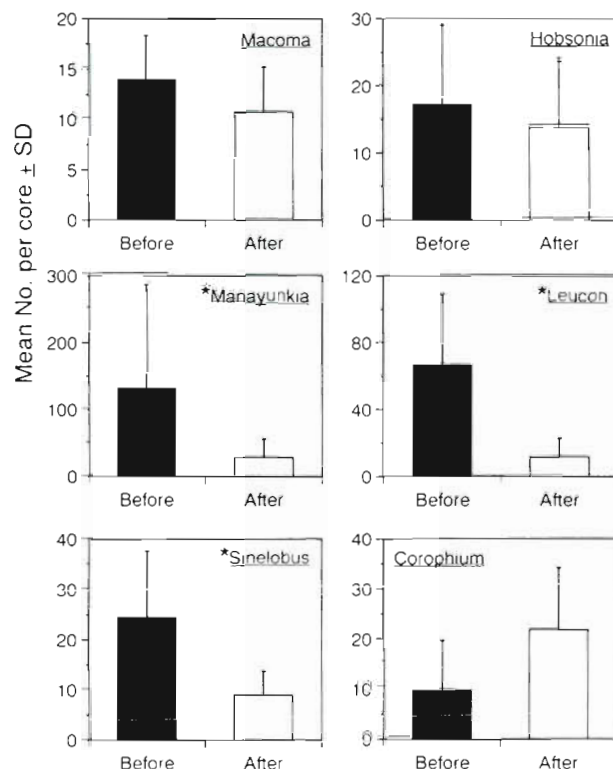 Mean No. per core ± SD
20
15
10
5
0
Macoma
Before After
30
20
10
0
Hobsonia
Before After
300
200
100
0
*Manayunkia
Before After
120
80
40
0
*Leucon
Before After
40
30
20
10
0
*Sinelobus
Before After
40
30
20
10
0
Corophium
Before After